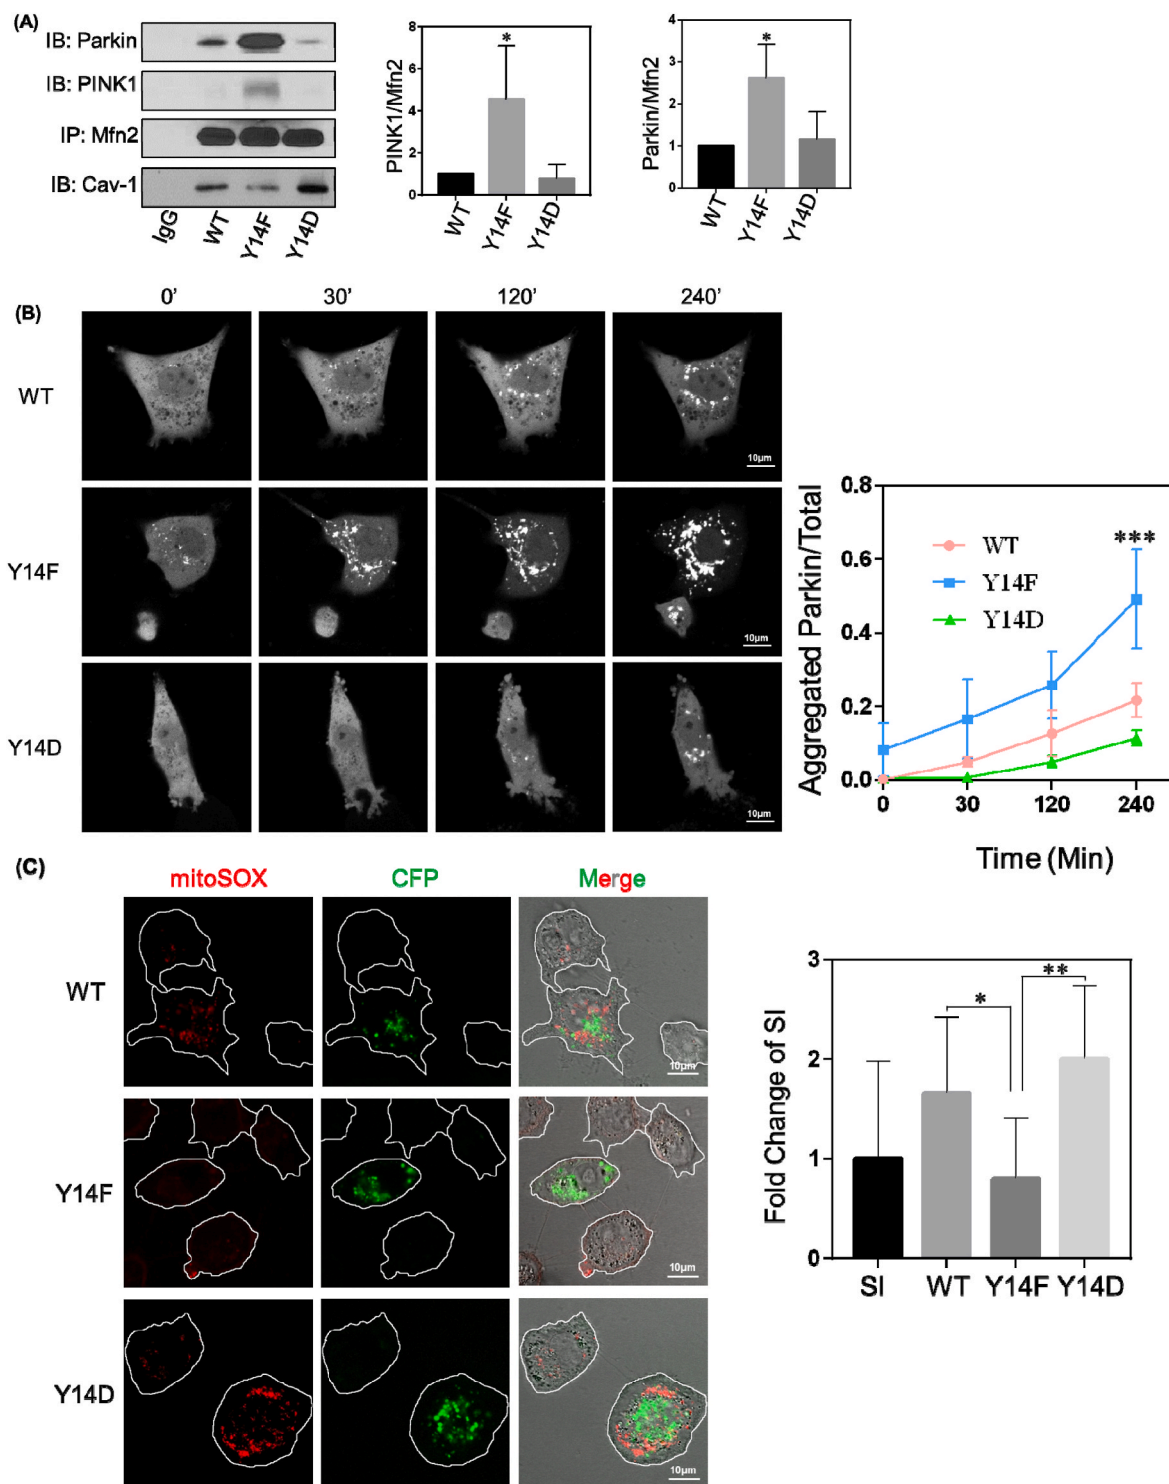 (A)
IB: Parkin
IB: PINK1
IP: Mfn2
IB: Cav-1
IgG WT Y14F Y14D
PINK1/Mfn2
8
6
4
2
0
*
WT Y14F Y14D
Parkin/Mfn2
4
3
2
1
0
*
WT Y14F Y14D
(B)
0’ 30’ 120’ 240’
WT
10μm
Y14F
10μm
Y14D
10μm
Aggregated Parkin/Total
0.8
0.6
0.4
0.2
0.0
WT
Y14F
Y14D
***
0 30 120 240
Time (Min)
(C)
mitoSOX CFP Merge
WT
10μm
Y14F
10μm
Y14D
10μm
Fold Change of SI
3
2
1
0
* **
SI WT Y14F Y14D